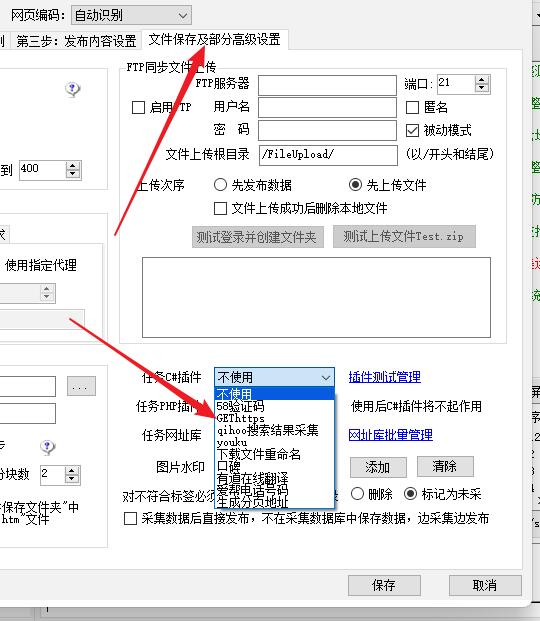 网页编码： 自动识别
第三步：发布内容设置 文件保存及部分高级设置
FTP同步文件上传
FTP服务器 端口： 21
启用FTP 用户名 匿名
密 码 被动模式
到 400 文件上传根目录 /FileUpload/ (以/开头和结尾)
上传次序 先发布数据 先上传文件
文件上传成功后删除本地文件
测试登录并创建文件夹 测试上传文件Test.zip
使用指定代理
任务C#插件 不使用 插件测试管理
...
不使用
58验证码
任务PHP插件 使用后C#插件将不起作用
GEThttps
qihoo搜索结果采集
任务网址库 网址库批量管理
youku
下载文件重命名
图片水印 添加 清除
口碑
分块数 2
有道在线翻译
爱帮电话号码
对不符合标签必须 删除 标记为未采
生成分页地址
保存文件夹"中
htm"文件
采集数据后直接发布，不在采集数据库中保存数据，边采集边发布
保存 取消